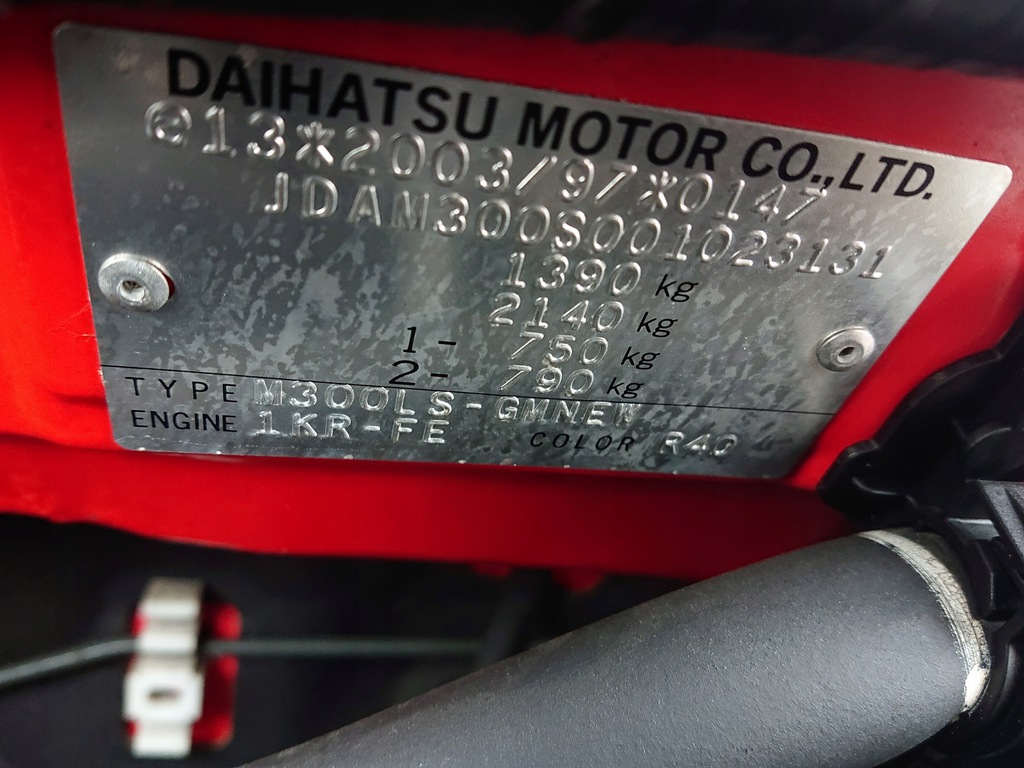 DAIHATSU MOTOR CO., LTD.
e13*2003/97*0147
JDAM300S001023131
1390 kg
2140 kg
1- 750 kg
2- 790 kg
TYPE M300LS-GMNEW
ENGINE 1KR-FE COLOR R40